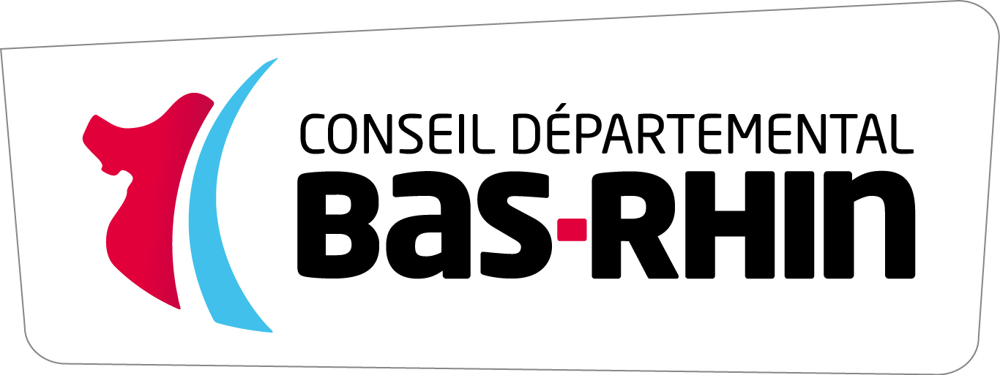 CONSEIL DÉPARTEMENTAL
Bas-RHIn